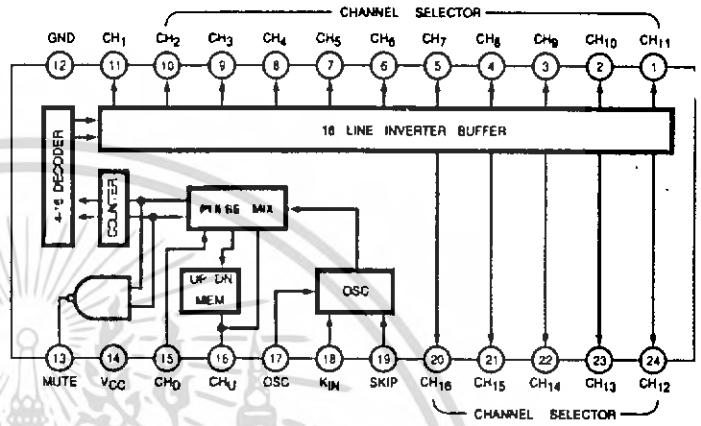 CHANNEL SELECTOR
GND CH1 CH2 CH3 CH4 CH5 CH6 CH7 CH8 CH9 CH10 CH11
12 11 10 9 8 7 6 5 4 3 2 1
16 LINE INVERTER BUFFER
4-16 DECODER
COUNTER
PULSE MIX
UP DN
MEM
OSC
13 14 15 16 17 18 19 20 21 22 23 24
MUTE VCC CHD CHU OSC KIN SKIP CH16 CH15 CH14 CH13 CH12
CHANNEL SELECTOR